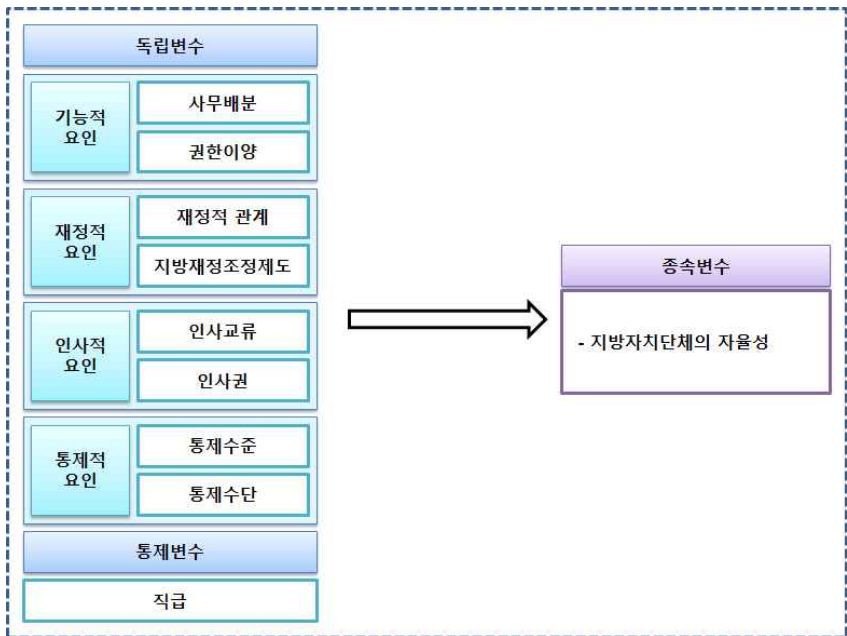 독립변수
기능적
요인
사무배분
권한이양
재정적
요인
재정적 관계
지방재정조정제도
인사적
요인
인사교류
인사권
통제적
요인
통제수준
통제수단
통제변수
직급
종속변수
- 지방자치단체의 자율성